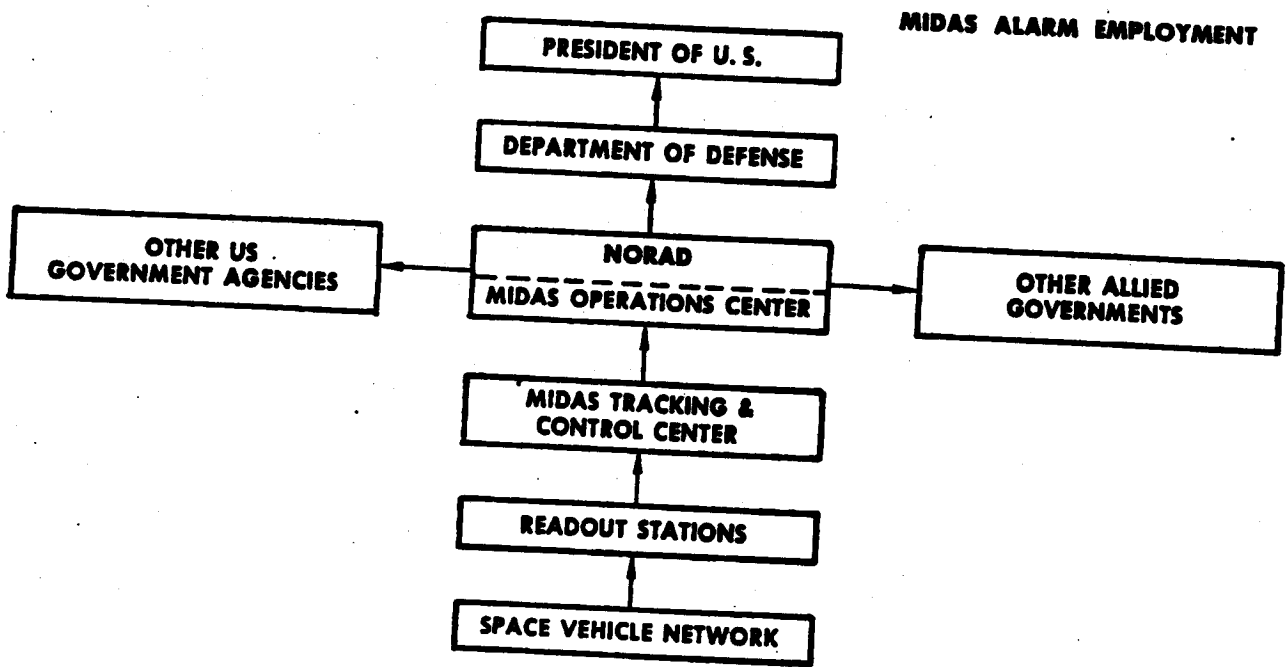 MIDAS ALARM EMPLOYMENT
PRESIDENT OF U. S.
DEPARTMENT OF DEFENSE
OTHER US
GOVERNMENT AGENCIES
NORAD
MIDAS OPERATIONS CENTER
OTHER ALLIED
GOVERNMENTS
MIDAS TRACKING &
CONTROL CENTER
READOUT STATIONS
SPACE VEHICLE NETWORK